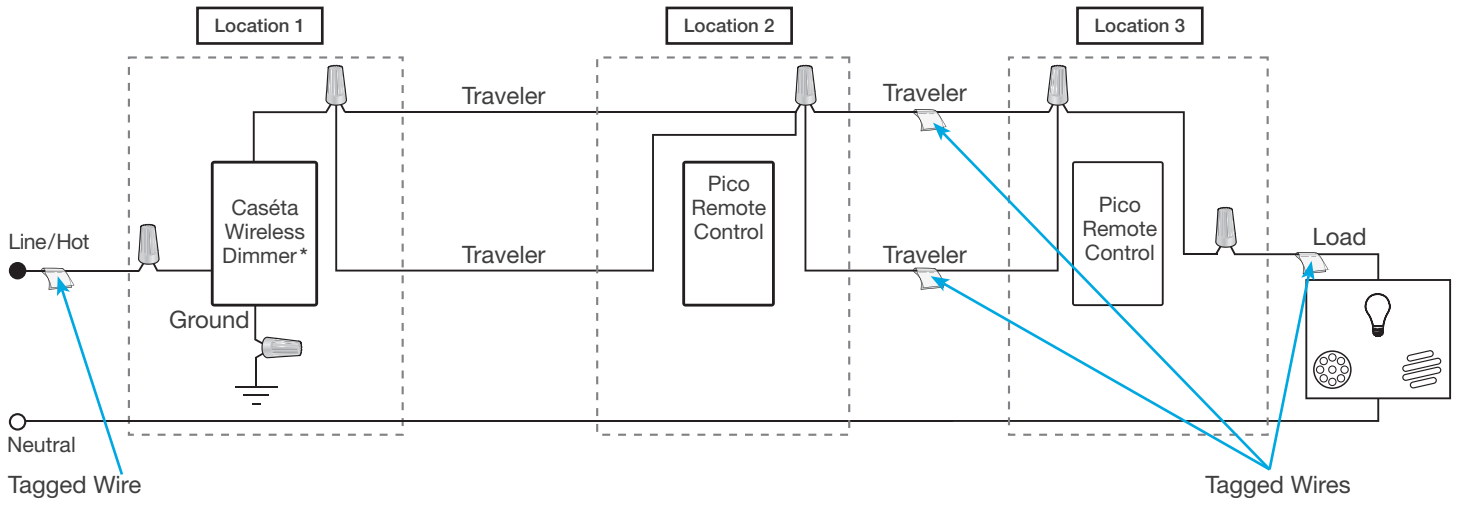 Location 1
Location 2
Location 3
Traveler
Traveler
Caséta
Wireless
Dimmer*
Pico
Remote
Control
Pico
Remote
Control
Line/Hot
Traveler
Traveler
Load
Ground
Neutral
Tagged Wire
Tagged Wires